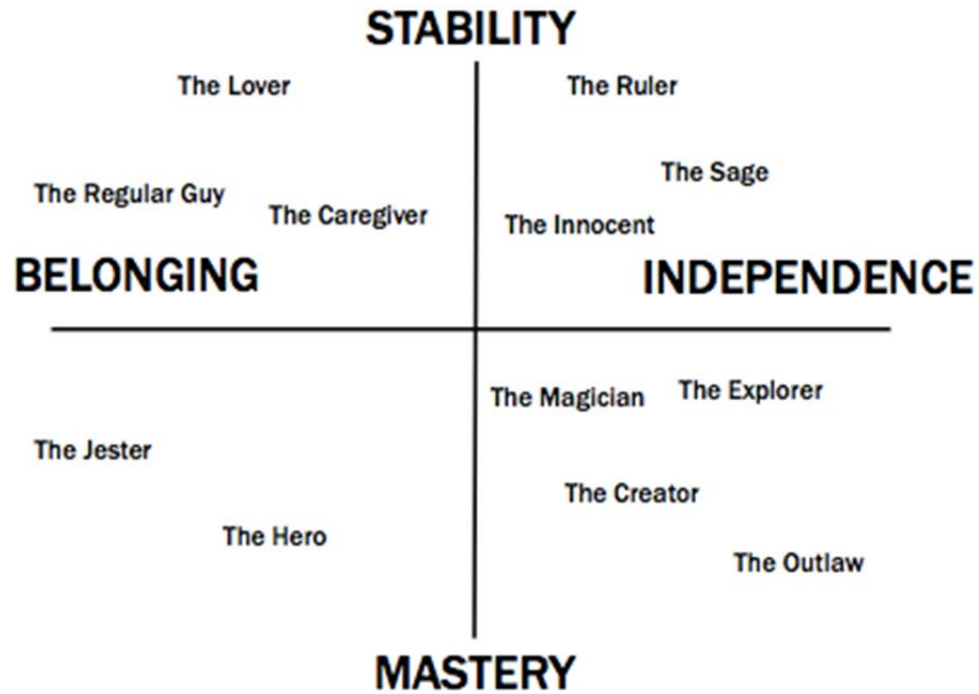 STABILITY
The Lover
The Ruler
The Sage
The Regular Guy
The Caregiver
The Innocent
BELONGING
INDEPENDENCE
The Magician
The Explorer
The Jester
The Creator
The Hero
The Outlaw
MASTERY